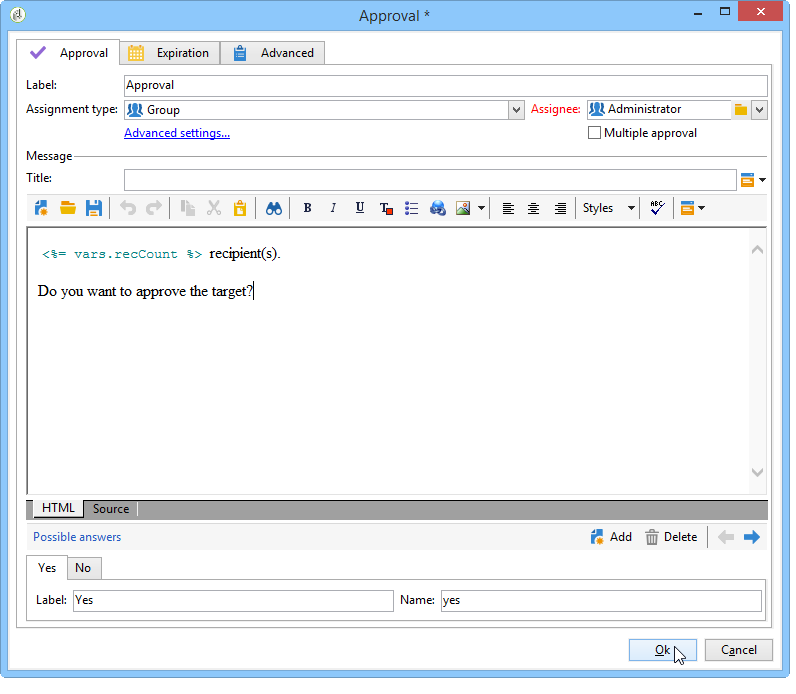 Approval *
Approval Expiration Advanced
Label: Approval
Assignment type: Group Assignee: Administrator
Advanced settings... Multiple approval
Message
Title:
B I U T Styles ABC
<%= vars.recCount %> recipient(s).
Do you want to approve the target?
HTML Source
Possible answers Add Delete
Yes No
Label: Yes Name: yes
Ok Cancel